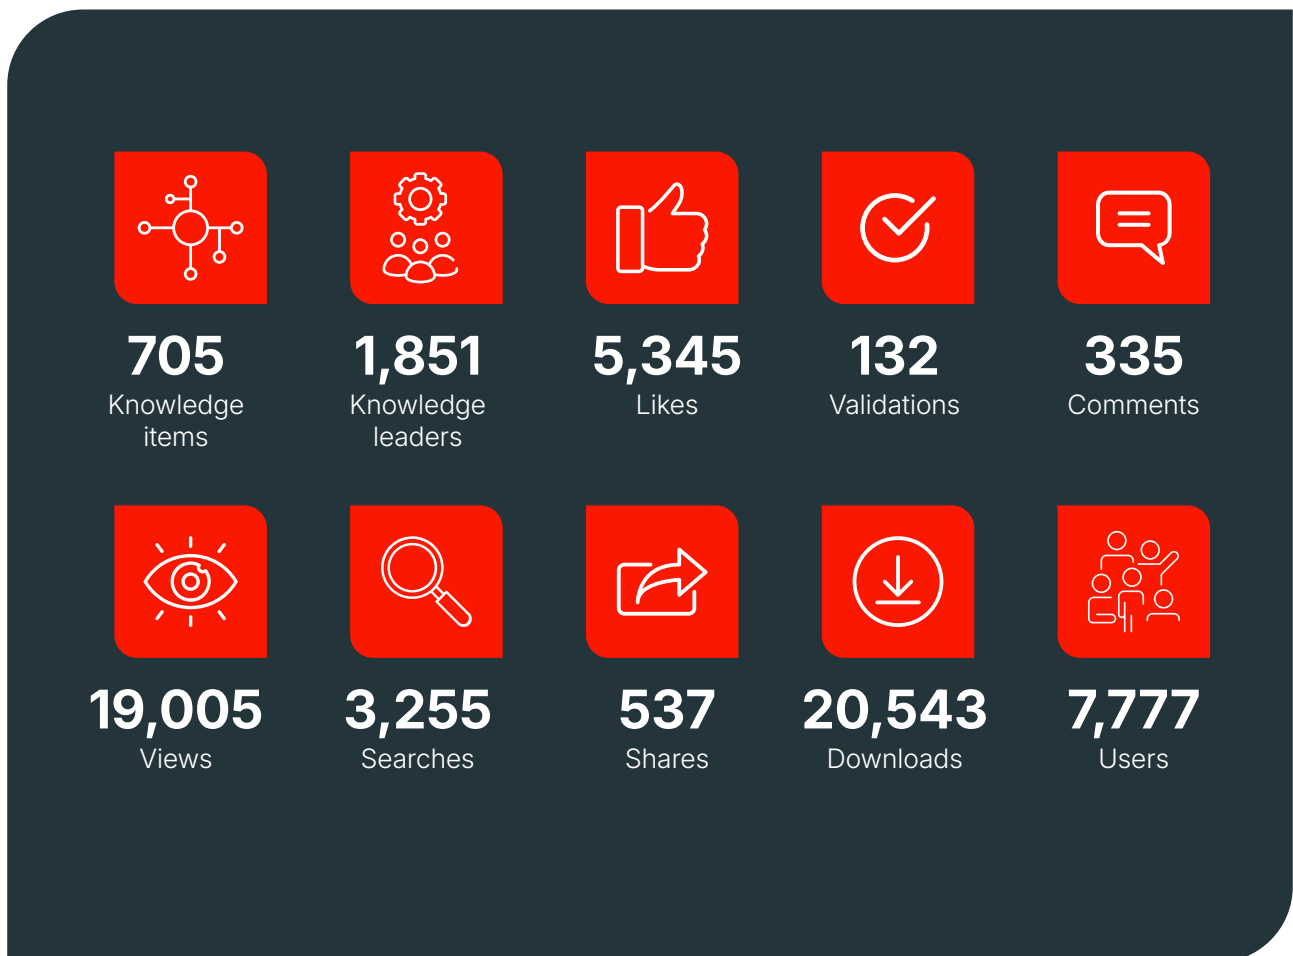 705
Knowledge
items
1,851
Knowledge
leaders
5,345
Likes
132
Validations
335
Comments
19,005
Views
3,255
Searches
537
Shares
20,543
Downloads
7,777
Users